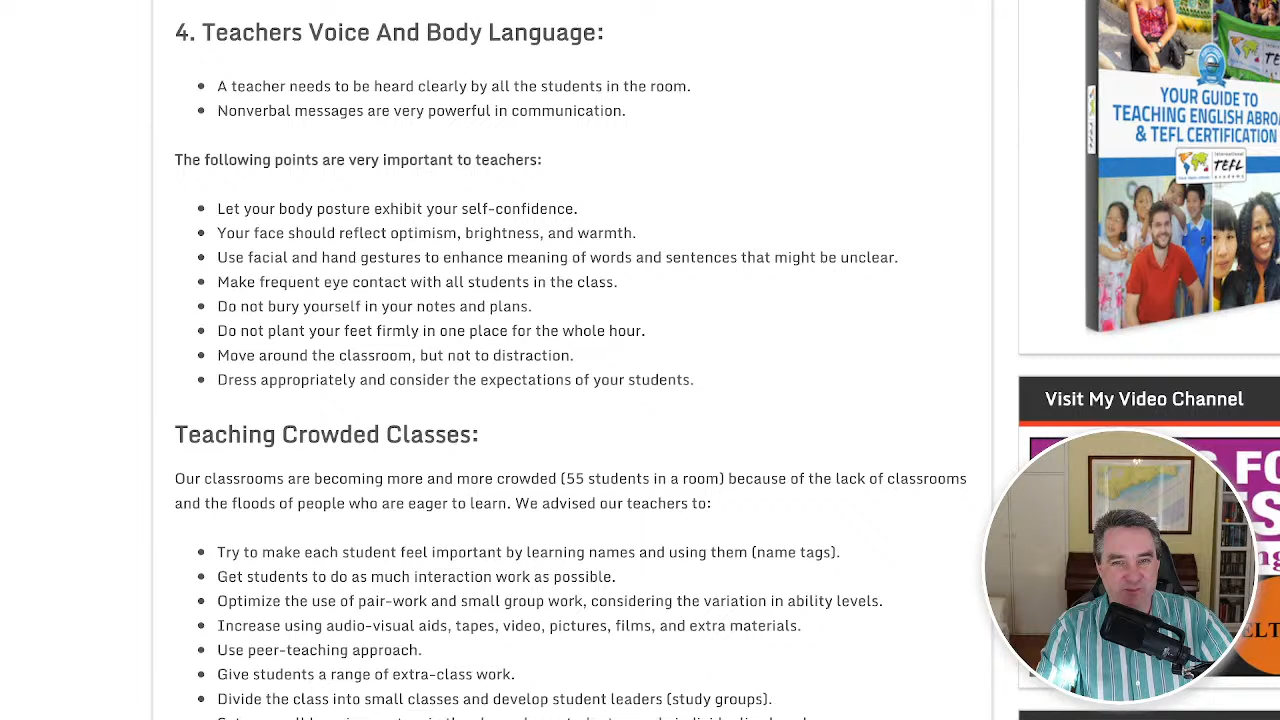 4. Teachers Voice And Body Language:
A teacher needs to be heard clearly by all the students in the room.
Nonverbal messages are very powerful in communication.
The following points are very important to teachers:
Let your body posture exhibit your self-confidence.
Your face should reflect optimism, brightness, and warmth.
Use facial and hand gestures to enhance meaning of words and sentences that might be unclear.
Make frequent eye contact with all students in the class.
Do not bury yourself in your notes and plans.
Do not plant your feet firmly in one place for the whole hour.
Move around the classroom, but not to distraction.
Dress appropriately and consider the expectations of your students.
Teaching Crowded Classes:
Our classrooms are becoming more and more crowded (55 students in a room) because of the lack of classrooms
and the floods of people who are eager to learn. We advised our teachers to:
Try to make each student feel important by learning names and using them (name tags).
Get students to do as much interaction work as possible.
Optimize the use of pair-work and small group work, considering the variation in ability levels.
Increase using audio-visual aids, tapes, video, pictures, films, and extra materials.
Use peer-teaching approach.
Give students a range of extra-class work.
Divide the class into small classes and develop student leaders (study groups).
YOUR GUIDE TO
TEACHING ENGLISH ABRO
& TEFL CERTIFICATION
international
TEFL
academy
Visit My Video Channel
FO
S
ng
ELT